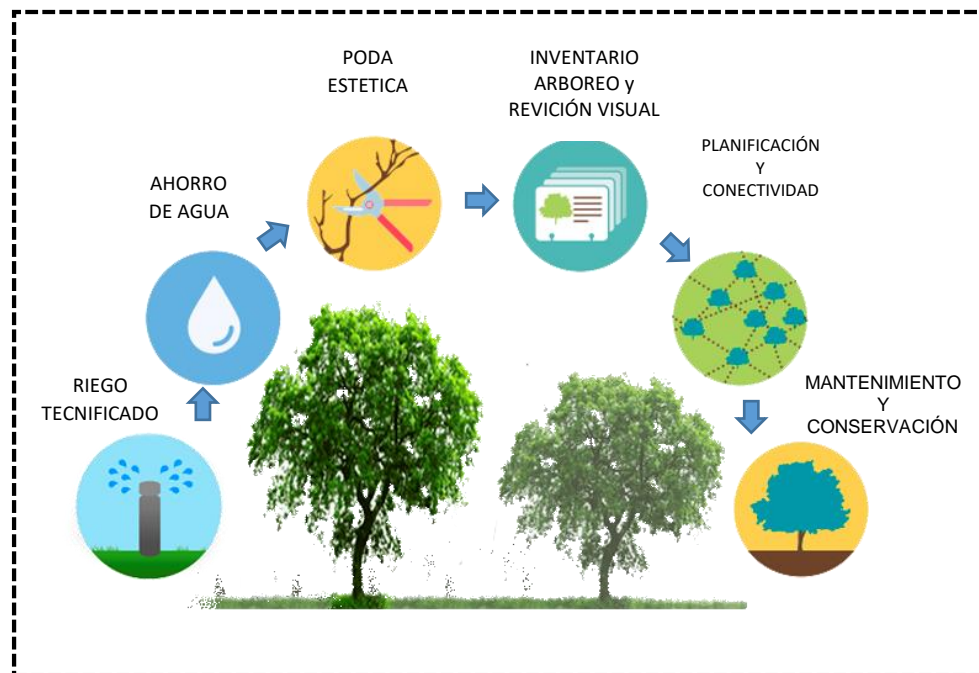 RIEGO
TECNIFICADO
AHORRO
DE AGUA
PODA
ESTETICA
INVENTARIO
ARBOREO y
REVICIÓN VISUAL
PLANIFICACIÓN
Y
CONECTIVIDAD
MANTENIMIENTO
Y
CONSERVACIÓN